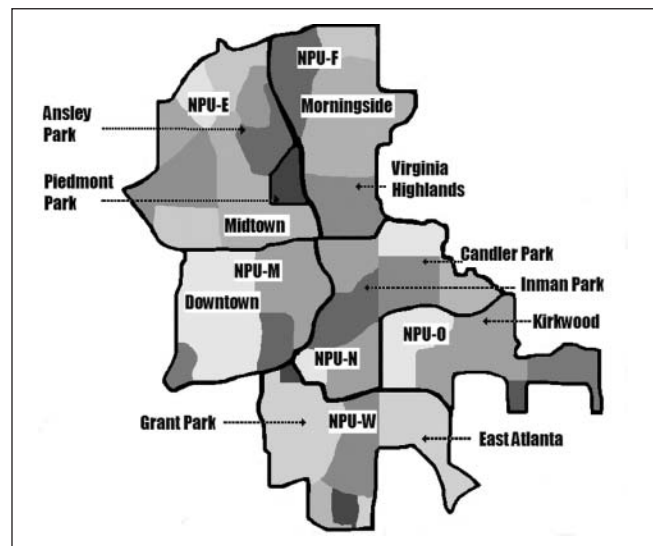 NPU-F
NPU-E
Morningside
Ansley
Park
Virginia
Highlands
Piedmont
Park
Midtown
Candler Park
NPU-M
Inman Park
Downtown
Kirkwood
NPU-O
NPU-N
Grant Park
NPU-W
East Atlanta